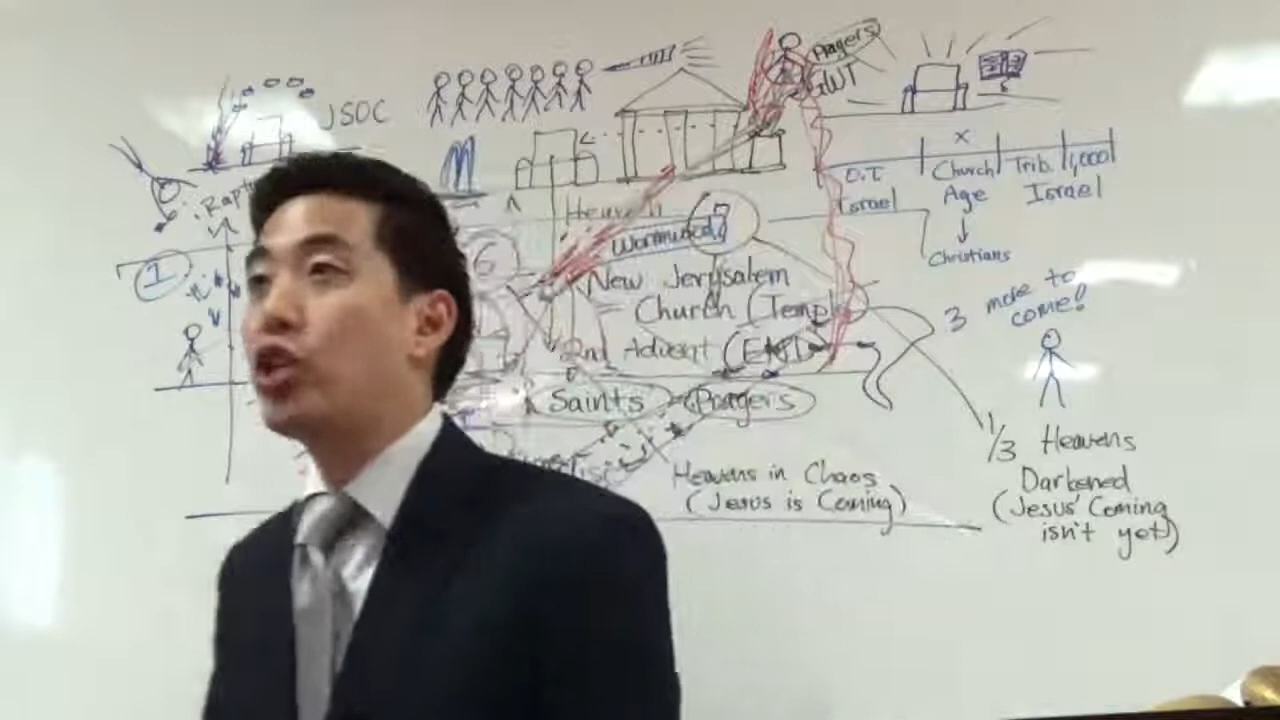 Prayers
GWT
JSOC
X
O.T
Church
Trib.
1,000
Israel
Age
Israel
Christians
Heaven
Wormwood
1
New Jerusalem
Church (Temple
3 more to
come!
2nd Advent (END)
Saints
Prayers
1/3 Heavens
Darkened
(Jesus' Coming
isn't yet)
Heavens in Chaos
(Jesus is Coming)